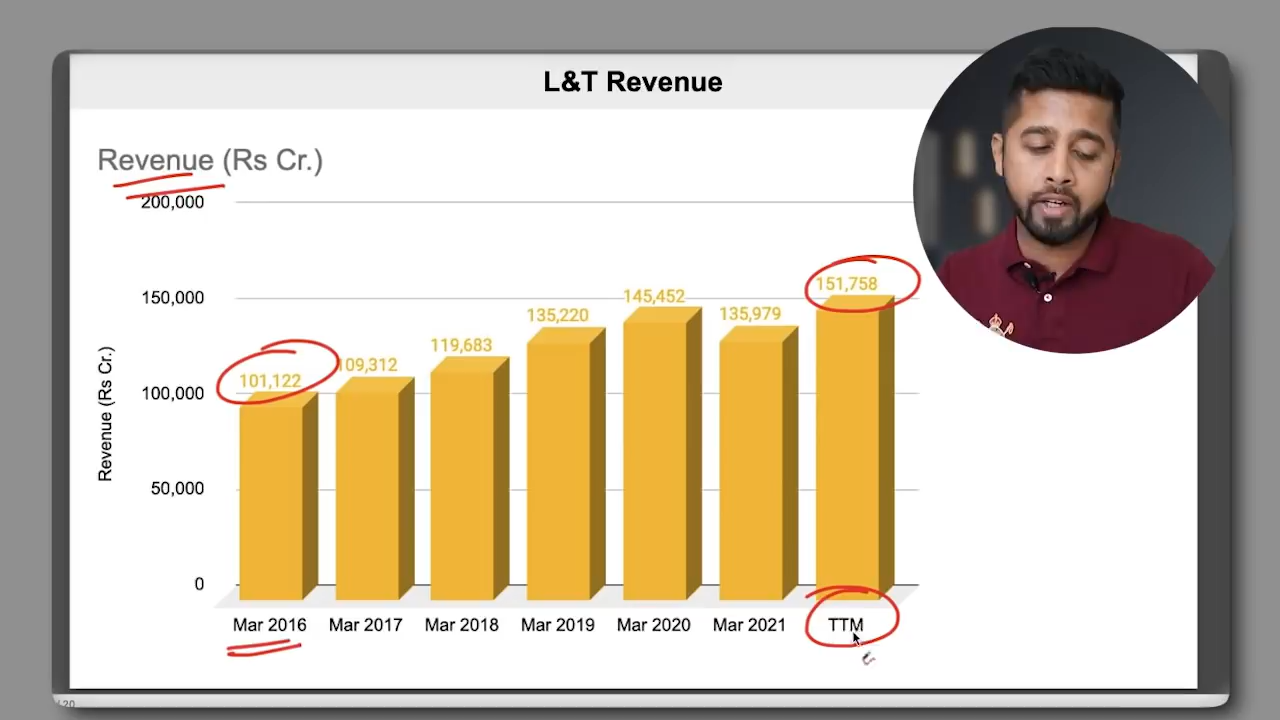 L&T Revenue
Revenue (Rs Cr.)
200,000
150,000
100,000
50,000
0
Revenue (Rs Cr.)
101,122
109,312
119,683
135,220
145,452
135,979
151,758
Mar 2016
Mar 2017
Mar 2018
Mar 2019
Mar 2020
Mar 2021
TTM